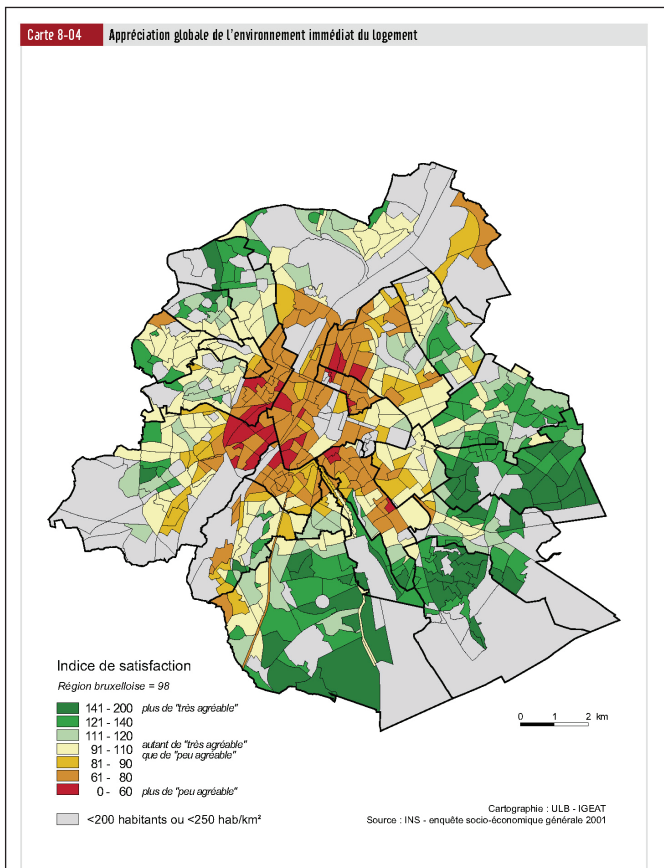 Carte 8-04 Appréciation globale de l'environnement immédiat du logement
Indice de satisfaction
Région bruxelloise = 98
141 - 200 plus de "très agréable"
121 - 140
111 - 120
91 - 110 autant de "très agréable"
que de "peu agréable"
81 - 90
61 - 80
0 - 60 plus de "peu agréable"
<200 habitants ou <250 hab/km²
0 1 2 km
Cartographie : ULB - IGEAT
Source : INS - enquête socio-économique générale 2001